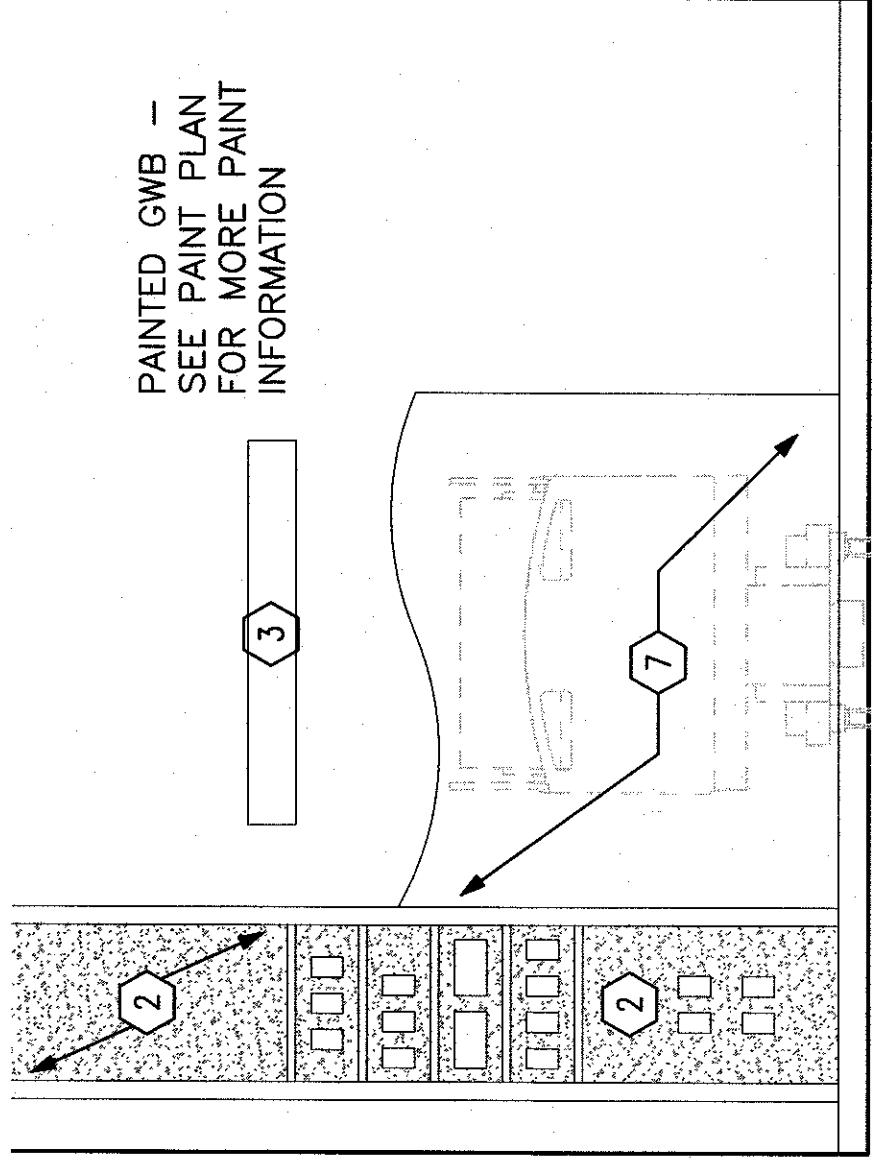 PAINTED GWB –
SEE PAINT PLAN
FOR MORE PAINT
INFORMATION
3
7
2
2